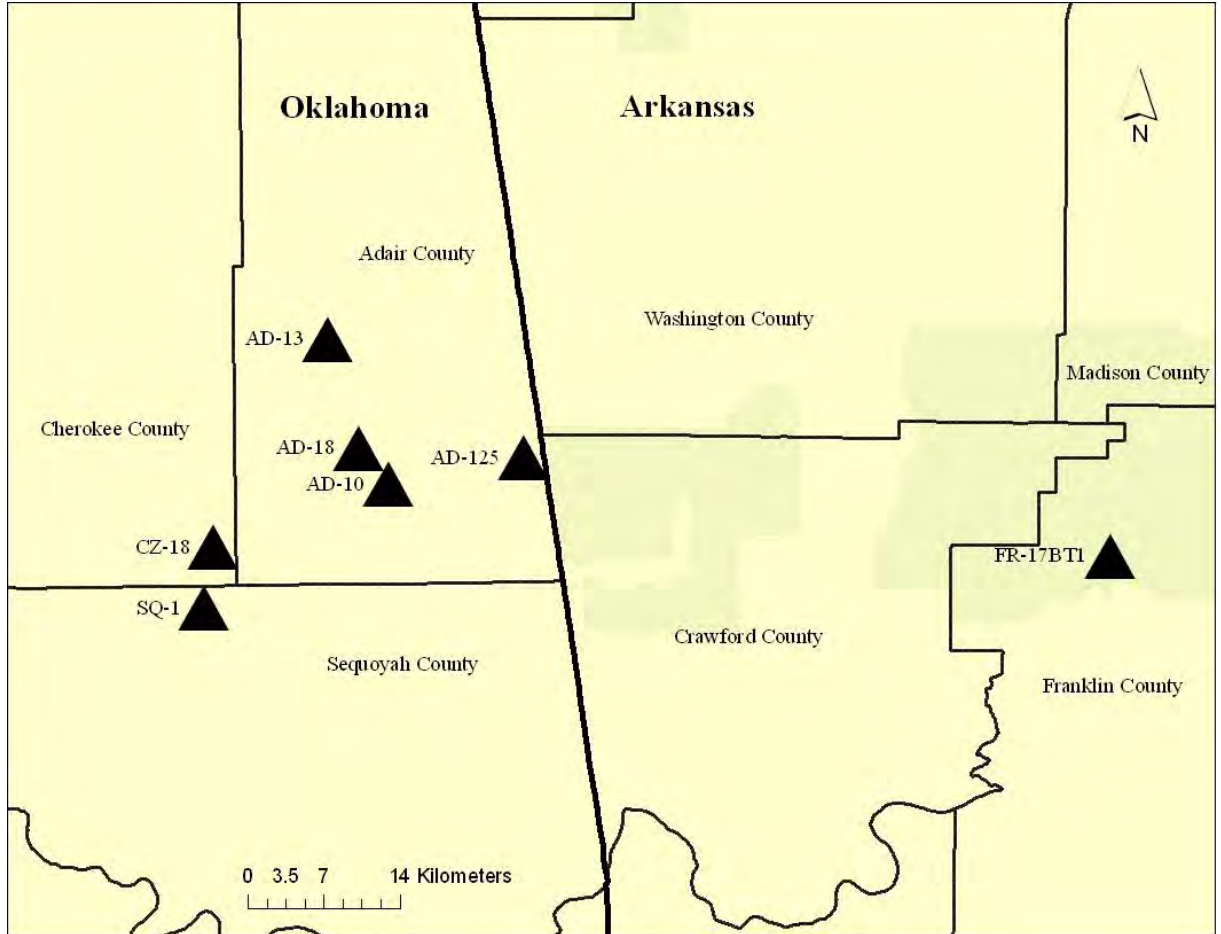 Oklahoma
Arkansas
N
Adair County
Washington County
AD-13
Madison County
Cherokee County
AD-18
AD-125
AD-10
CZ-18
FR-17BT1
SQ-1
Crawford County
Sequoyah County
Franklin County
0 3.5 7 14 Kilometers